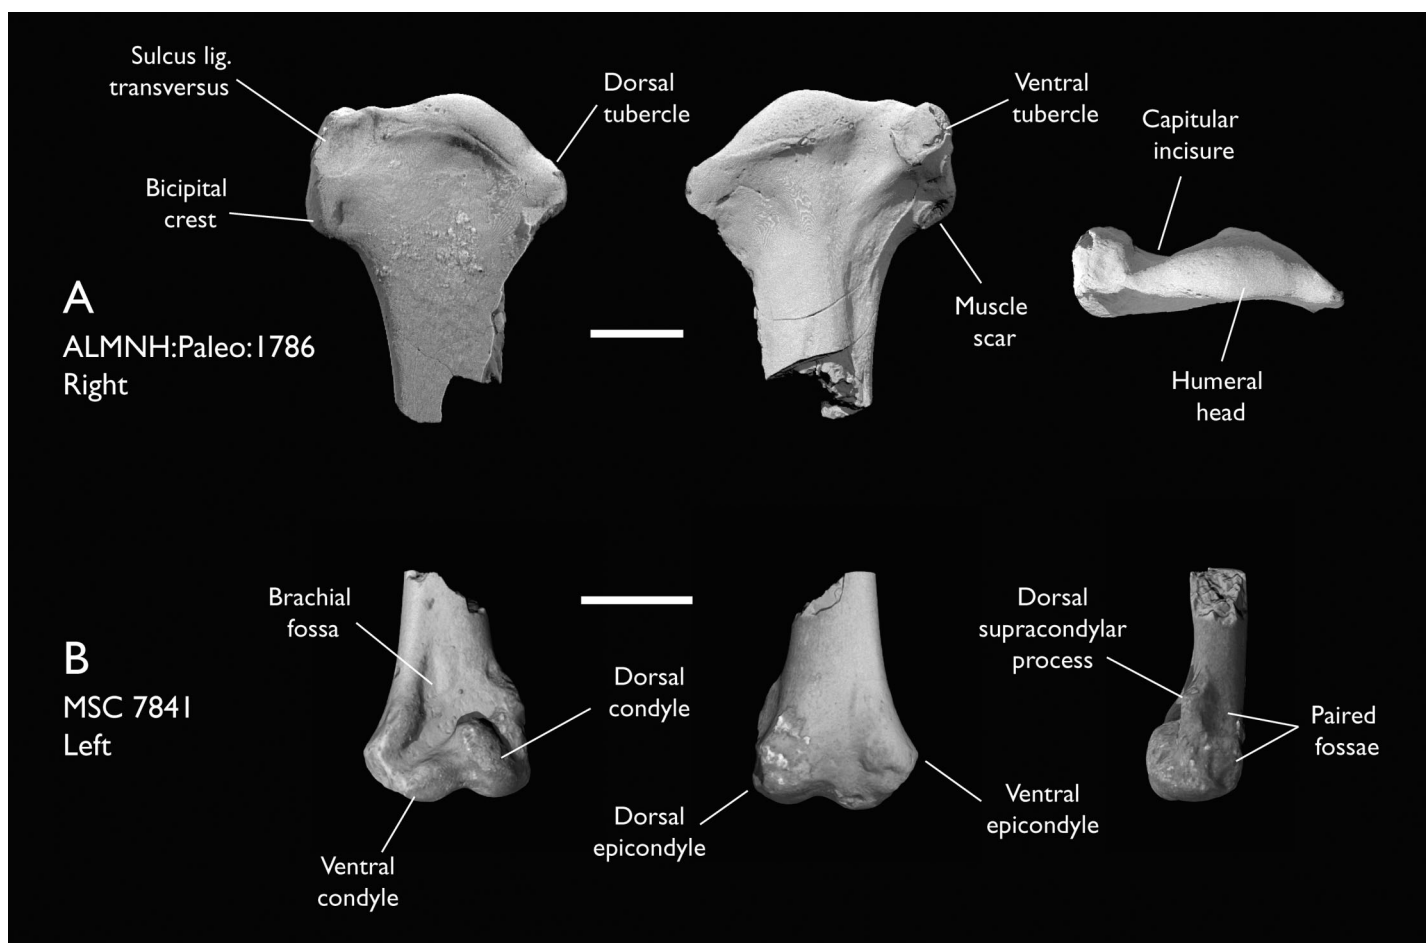 Sulcus lig.
transversus
Dorsal
tubercle
Ventral
tubercle
Capitular
incisure
Bicipital
crest
A
ALMNH:Paleo:1786
Right
Muscle
scar
Humeral
head
Brachial
fossa
Dorsal
condyle
Dorsal
supracondylar
process
B
MSC 7841
Left
Paired
fossae
Dorsal
epicondyle
Ventral
epicondyle
Ventral
condyle